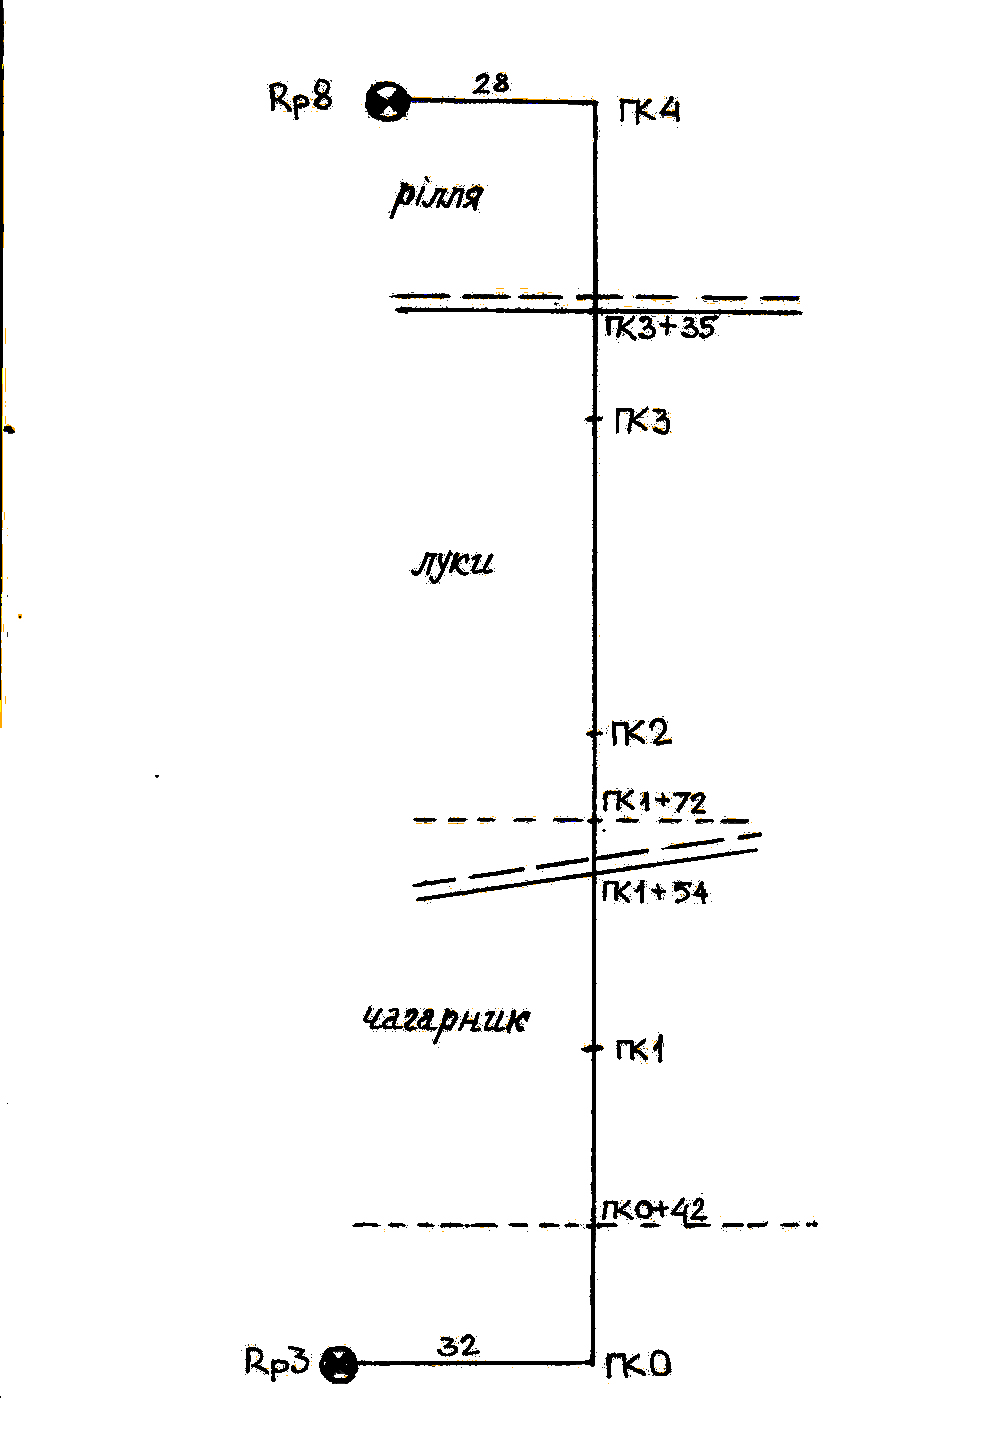 28
Rp8
ПК4
рілля
ПК3+35
ПК3
луки
ПК2
ПК1+72
ПК1+54
чагарник
ПК1
ПК0+42
32
Rp3
ПК0